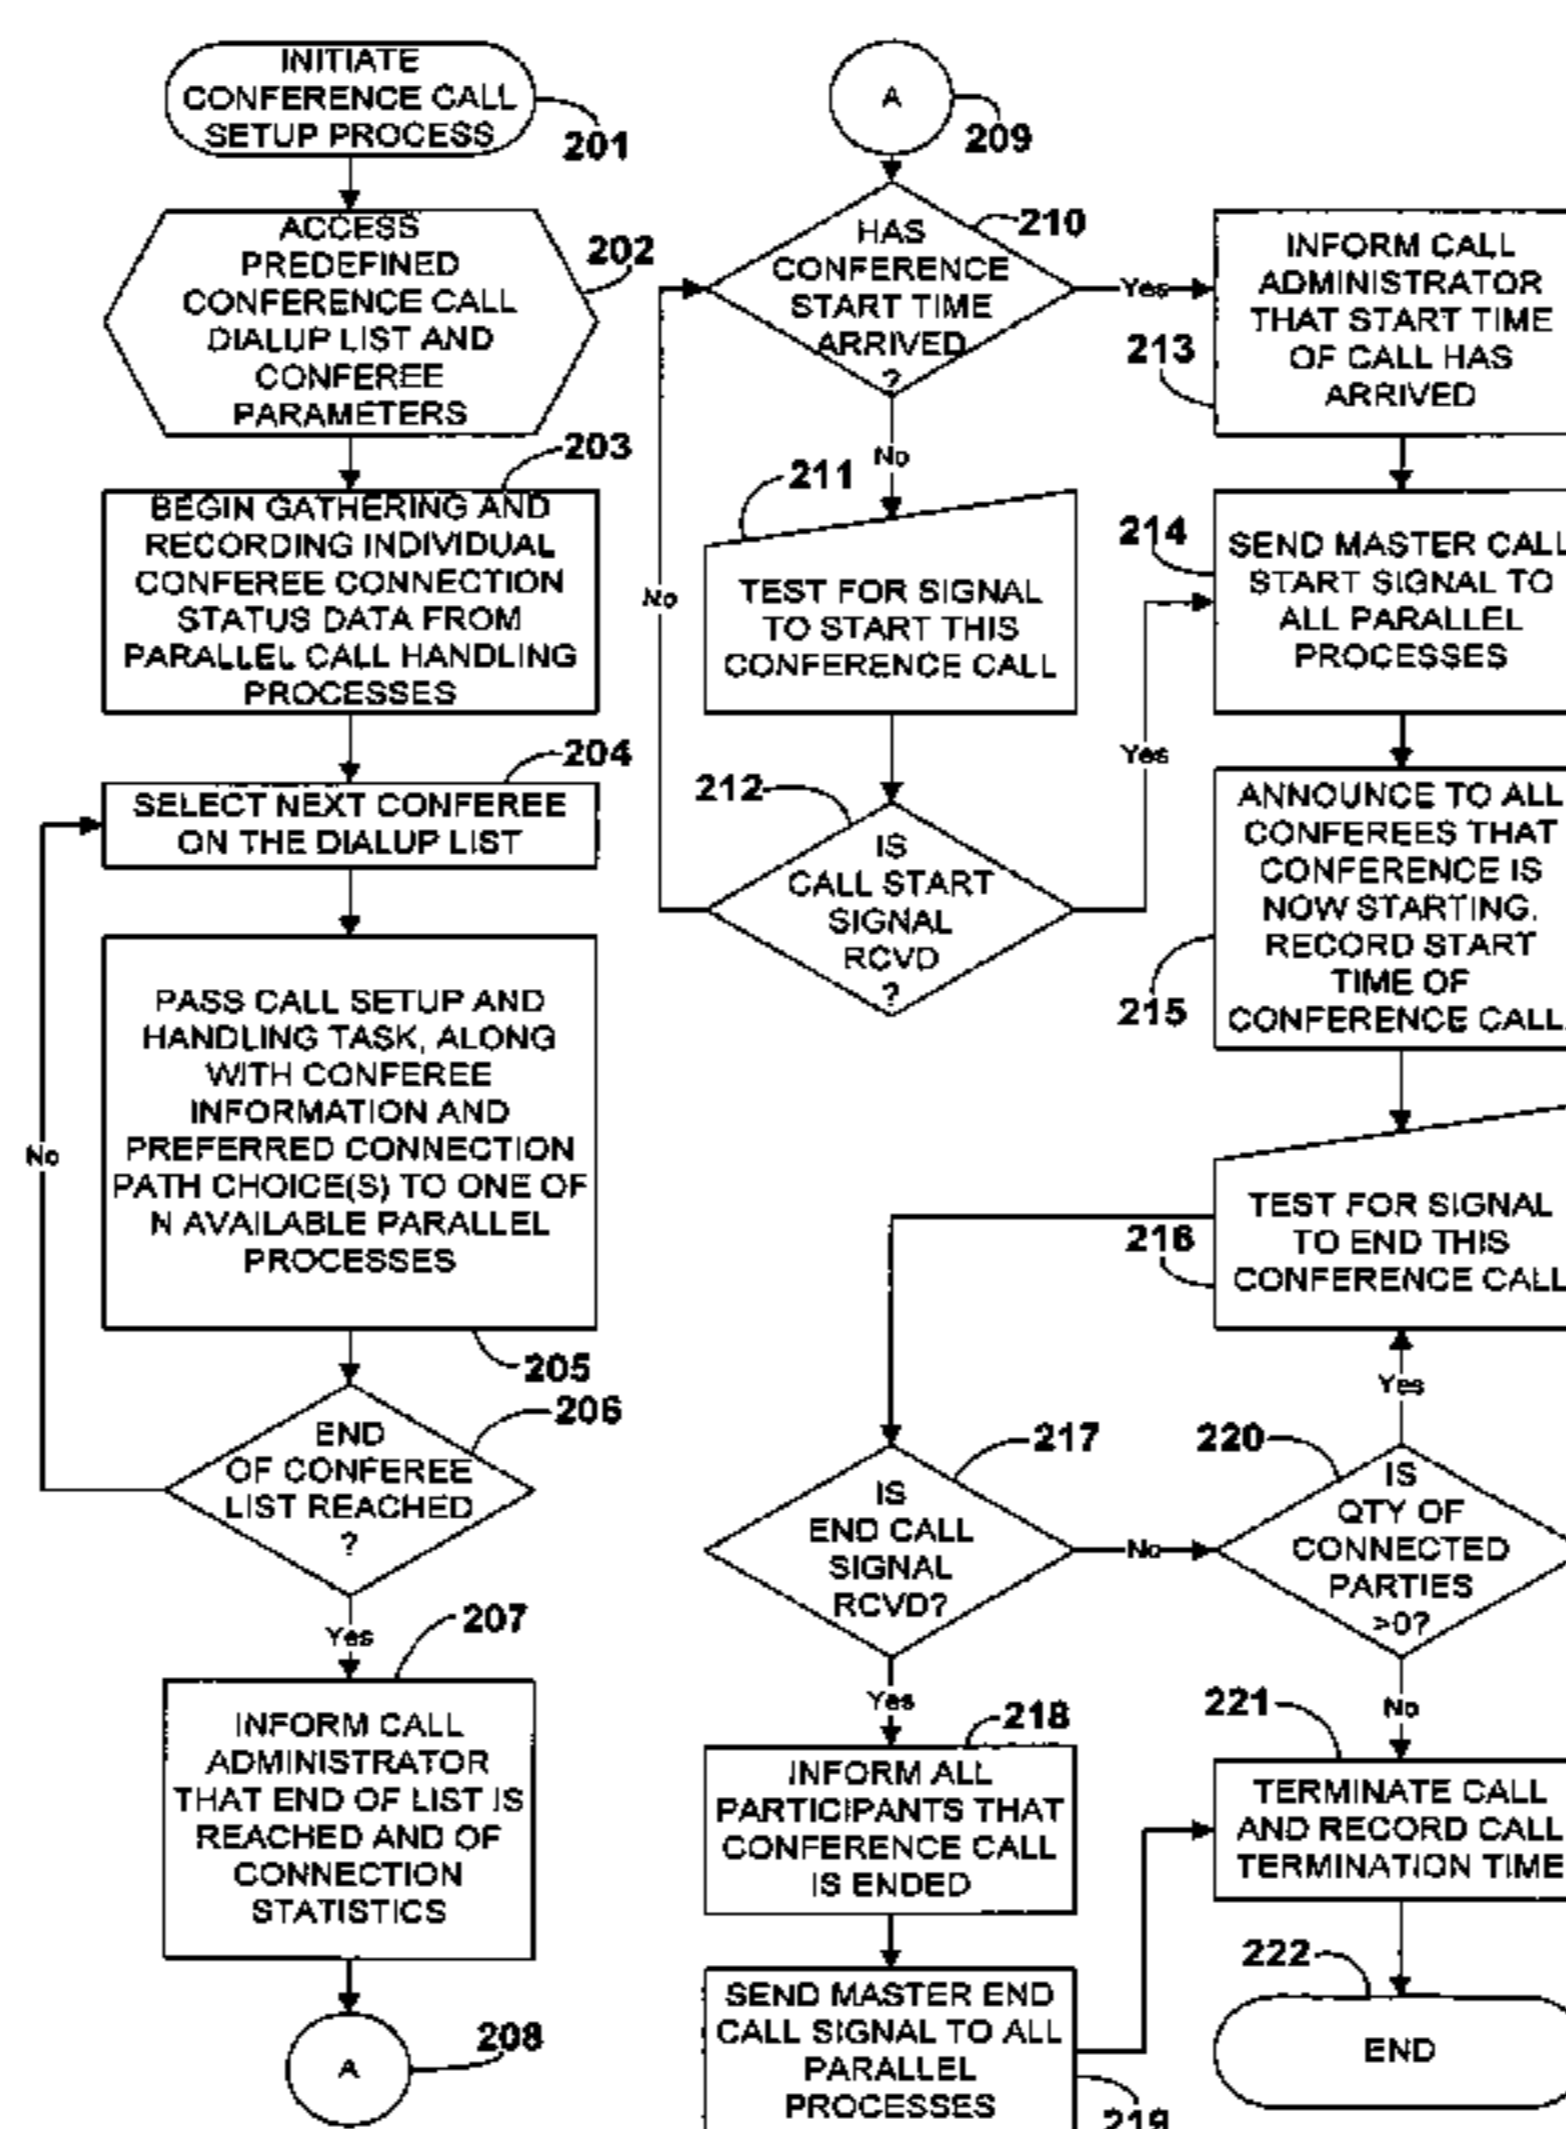 INITIATE
CONFERENCE CALL
SETUP PROCESS
201
ACCESS
PREDEFINED
CONFERENCE CALL
DIALUP LIST AND
CONFEREE
PARAMETERS
202
203
BEGIN GATHERING AND
RECORDING INDIVIDUAL
CONFEREE CONNECTION
STATUS DATA FROM
PARALLEL CALL HANDLING
PROCESSES
204
SELECT NEXT CONFEREE
ON THE DIALUP LIST
PASS CALL SETUP AND
HANDLING TASK, ALONG
WITH CONFEREE
INFORMATION AND
PREFERRED CONNECTION
PATH CHOICE(S) TO ONE OF
N AVAILABLE PARALLEL
PROCESSES
No
205
206
END
OF CONFEREE
LIST REACHED
?
Yes
207
INFORM CALL
ADMINISTRATOR
THAT END OF LIST IS
REACHED AND OF
CONNECTION
STATISTICS
A
208
A
209
210
HAS
CONFERENCE
START TIME
ARRIVED
?
Yes
No
211
No
TEST FOR SIGNAL
TO START THIS
CONFERENCE CALL
212
IS
CALL START
SIGNAL
RCVD
?
Yes
INFORM CALL
ADMINISTRATOR
THAT START TIME
OF CALL HAS
ARRIVED
213
214
SEND MASTER CALL
START SIGNAL TO
ALL PARALLEL
PROCESSES
ANNOUNCE TO ALL
CONFEREES THAT
CONFERENCE IS
NOW STARTING.
RECORD START
TIME OF
CONFERENCE CALL.
215
TEST FOR SIGNAL
TO END THIS
CONFERENCE CALL
216
217
IS
END CALL
SIGNAL
RCVD?
No
Yes
220
Yes
IS
QTY OF
CONNECTED
PARTIES
>0?
No
218
INFORM ALL
PARTICIPANTS THAT
CONFERENCE CALL
IS ENDED
SEND MASTER END
CALL SIGNAL TO ALL
PARALLEL
PROCESSES
219
221
TERMINATE CALL
AND RECORD CALL
TERMINATION TIME
222
END